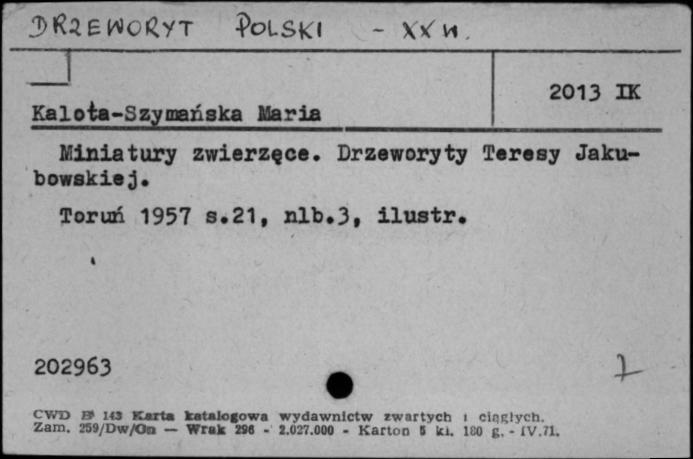 DRZEWORYT POLSKI - XX W.
2013 IK
Kalota-Szymańska Maria
Miniatury zwierzęce. Drzeworyty Teresy Jaku-
bowskiej.
Toruń 1957 s.21, nlb.3, ilustr.
202963
CWD 143 Karta katalogowa wydawnictw zwartych i ciągłych.
Zam. 259/Dw/On — Wrak 296 - 2.027.000 - Karton 5 kl. 180 g. - IV.71.